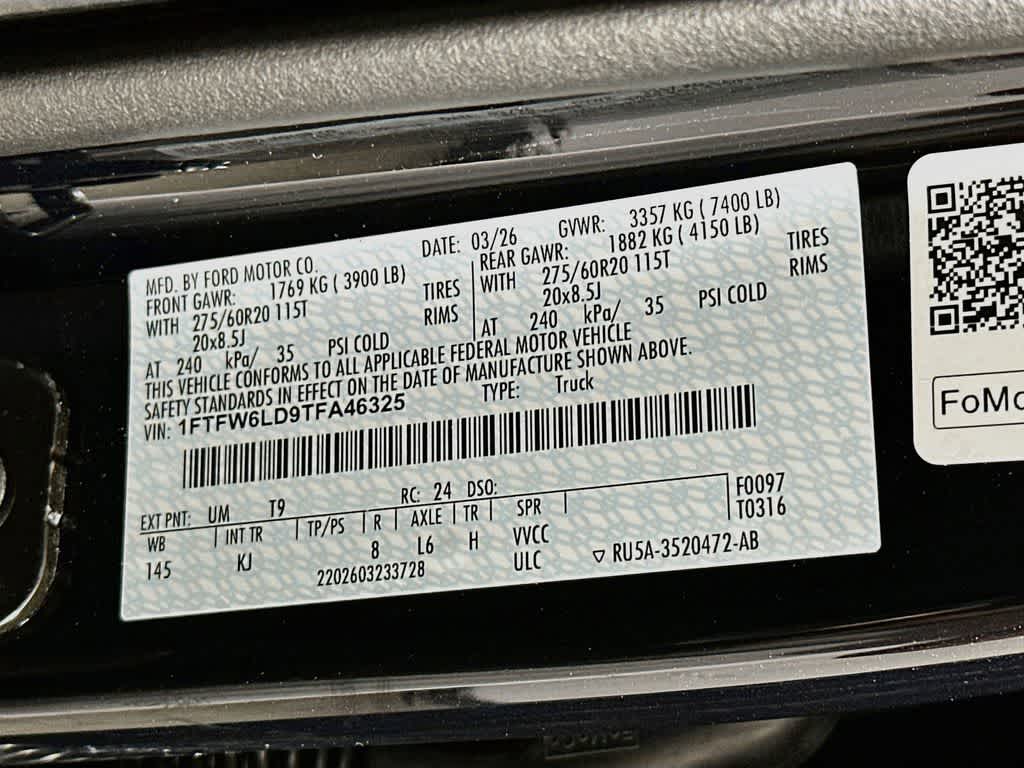 MFD. BY FORD MOTOR CO.
DATE: 03/26
GVWR: 3357 KG ( 7400 LB)
FRONT GAWR: 1769 KG ( 3900 LB)
WITH 275/60R20 115T TIRES
20x8.5J RIMS
AT 240 kPa/ 35 PSI COLD
REAR GAWR: 1882 KG ( 4150 LB)
WITH 275/60R20 115T TIRES
20x8.5J RIMS
AT 240 kPa/ 35 PSI COLD
THIS VEHICLE CONFORMS TO ALL APPLICABLE FEDERAL MOTOR VEHICLE
SAFETY STANDARDS IN EFFECT ON THE DATE OF MANUFACTURE SHOWN ABOVE.
VIN: 1FTFW6LD9TFA46325
TYPE: Truck
EXT PNT: UM T9 RC: 24 DSO:
F0097
T0316
WB INT TR TP/PS R AXLE TR SPR
145 KJ 8 L6 H VVCC
ULC
2202603233728
▽ RU5A-3520472-AB
FoMo